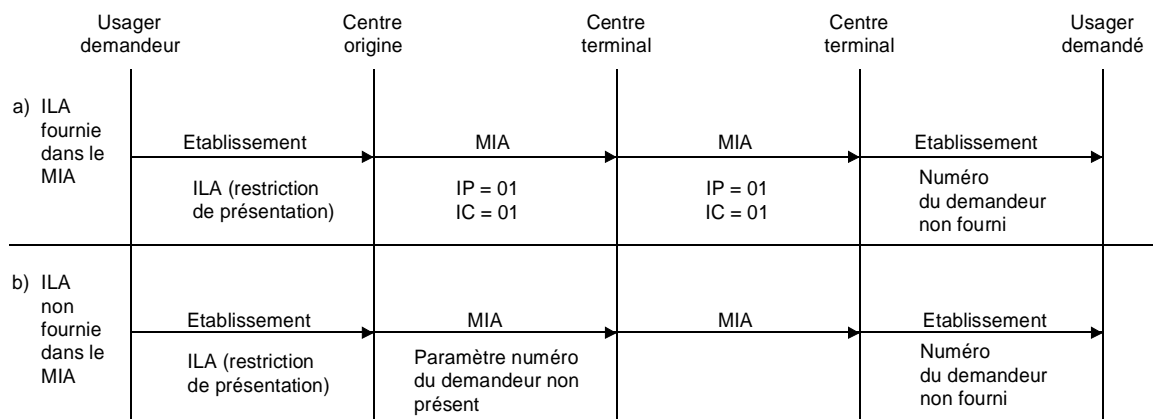 Usager
demandeur
Centre
origine
Centre
terminal
Centre
terminal
Usager
demandé
a) ILA
fournie
dans le
MIA
Etablissement
MIA
MIA
Etablissement
ILA (restriction
de présentation)
IP = 01
IC = 01
IP = 01
IC = 01
Numéro
du demandeur
non fourni
b) ILA
non
fournie
dans le
MIA
Etablissement
MIA
MIA
Etablissement
ILA (restriction
de présentation)
Paramètre numéro
du demandeur non
présent
Numéro
du demandeur
non fourni